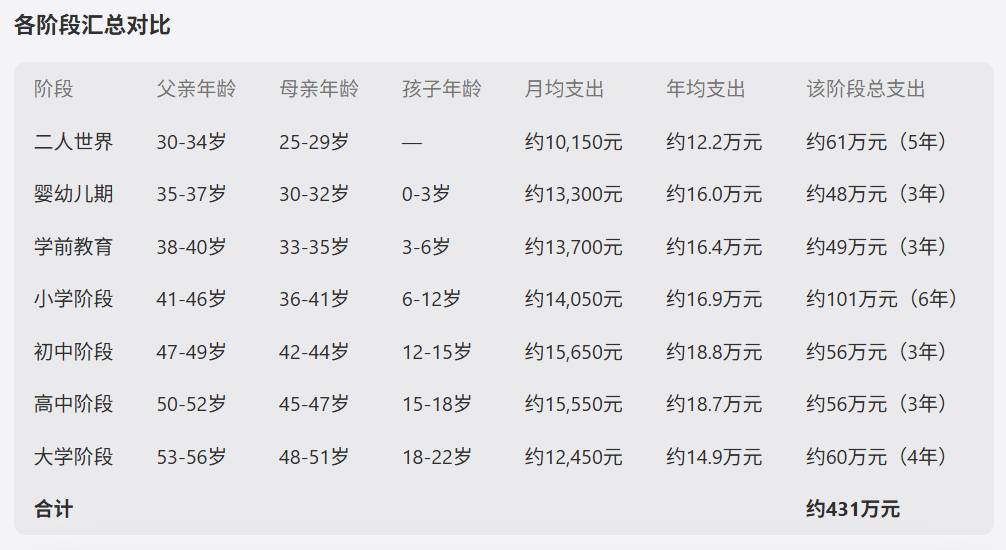 各阶段汇总对比
阶段 父亲年龄 母亲年龄 孩子年龄 月均支出 年均支出 该阶段总支出
二人世界 30-34岁 25-29岁 — 约10,150元 约12.2万元 约61万元（5年）
婴幼儿期 35-37岁 30-32岁 0-3岁 约13,300元 约16.0万元 约48万元（3年）
学前教育 38-40岁 33-35岁 3-6岁 约13,700元 约16.4万元 约49万元（3年）
小学阶段 41-46岁 36-41岁 6-12岁 约14,050元 约16.9万元 约101万元（6年）
初中阶段 47-49岁 42-44岁 12-15岁 约15,650元 约18.8万元 约56万元（3年）
高中阶段 50-52岁 45-47岁 15-18岁 约15,550元 约18.7万元 约56万元（3年）
大学阶段 53-56岁 48-51岁 18-22岁 约12,450元 约14.9万元 约60万元（4年）
合计 约431万元